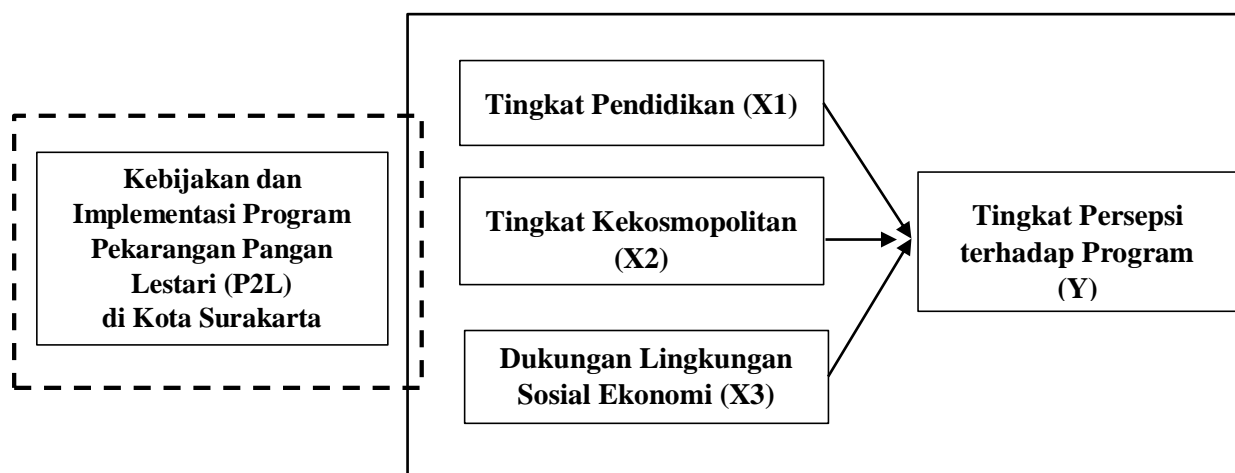 Kebijakan dan
Implementasi Program
Pekarangan Pangan
Lestari (P2L)
di Kota Surakarta
Tingkat Pendidikan (X1)
Tingkat Kekosmopolitan
(X2)
Dukungan Lingkungan
Sosial Ekonomi (X3)
Tingkat Persepsi
terhadap Program
(Y)